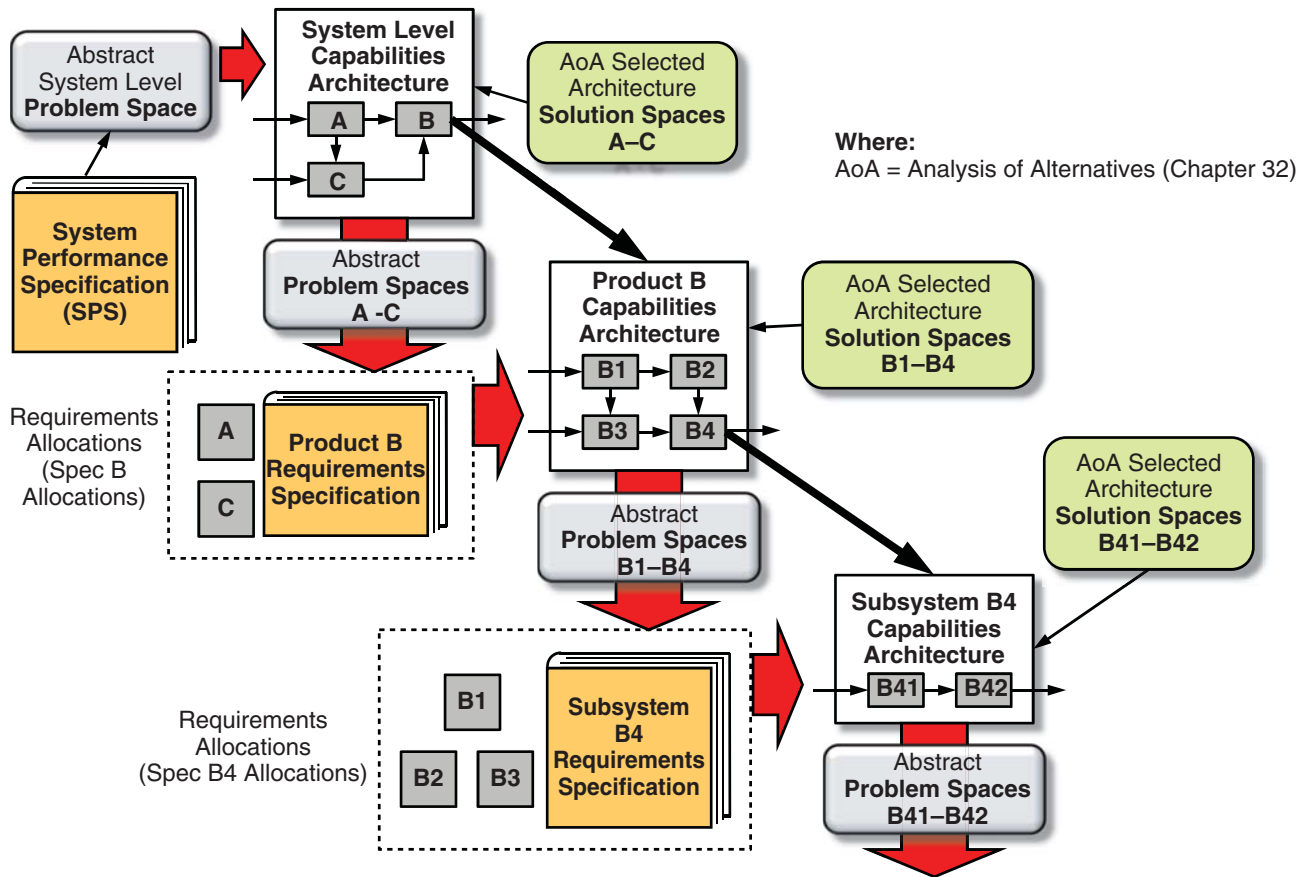 Abstract
System Level
Problem Space
System
Performance
Specification
(SPS)
System Level
Capabilities
Architecture
A
B
C
AoA Selected
Architecture
Solution Spaces
A–C
Where:
AoA = Analysis of Alternatives (Chapter 32)
Abstract
Problem Spaces
A -C
Requirements
Allocations
(Spec B
Allocations)
A
C
Product B
Requirements
Specification
Product B
Capabilities
Architecture
B1
B2
B3
B4
AoA Selected
Architecture
Solution Spaces
B1–B4
Abstract
Problem Spaces
B1–B4
Requirements
Allocations
(Spec B4 Allocations)
B1
B2
B3
Subsystem
B4
Requirements
Specification
Subsystem B4
Capabilities
Architecture
B41
B42
AoA Selected
Architecture
Solution Spaces
B41–B42
Abstract
Problem Spaces
B41–B42